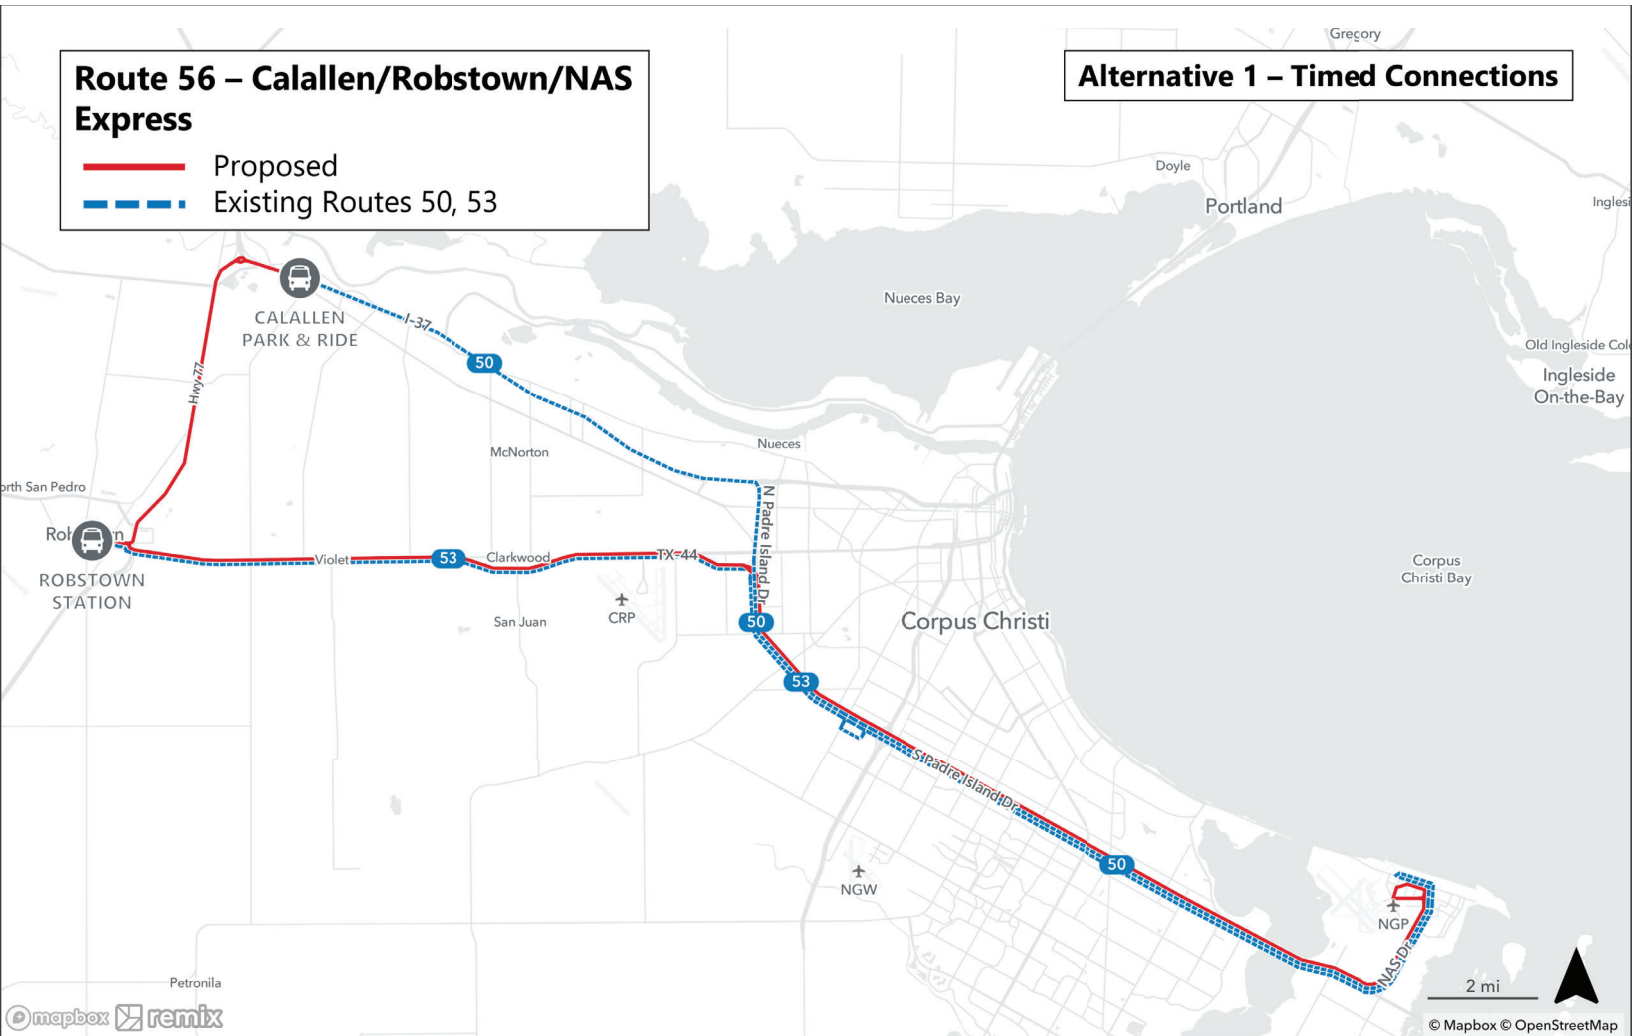 Gregory
Route 56 – Calallen/Robstown/NAS
Express
Alternative 1 – Timed Connections
Proposed
Existing Routes 50, 53
Doyle
Portland
Nueces Bay
CALALLEN
PARK & RIDE
I-37
50
Hwy 77
Old Ingleside
Ingleside
On-the-Bay
McNorton
Nueces
San Pedro
N Padre Island Dr
ROBSTOWN
STATION
Violet
53
Clarkwood
TX-44
CRP
San Juan
50
Corpus Christi
Corpus
Christi Bay
53
S Padre Island Dr
50
NGW
NGP
NAS Dr
Petronila
2 mi
mapbox remix
© Mapbox © OpenStreetMap